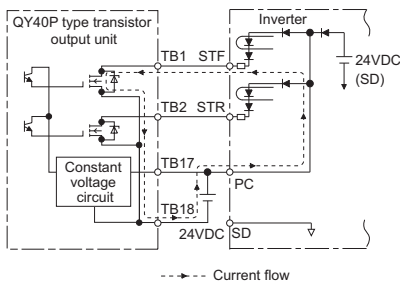 QY40P type transistor
output unit
Inverter
TB1 STF
24VDC
(SD)
TB2 STR
Constant
voltage
circuit
TB17
PC
TB18
24VDC SD
Current flow